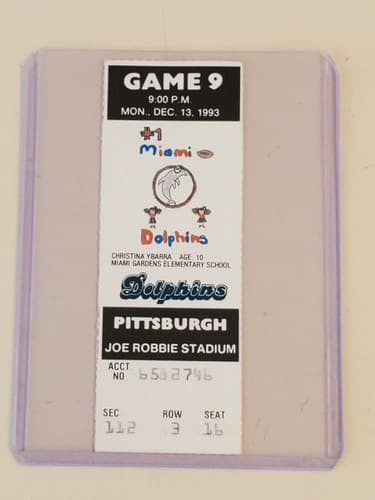 GAME 9
9:00 P.M.
MON., DEC. 13, 1993
#1
Miami
Dolphins
CHRISTINA YBARRA AGE: 10
MIAMI GARDENS ELEMENTARY SCHOOL
Dolphins
PITTSBURGH
JOE ROBBIE STADIUM
ACCT
NO.
SEC ROW SEAT
112 3 16